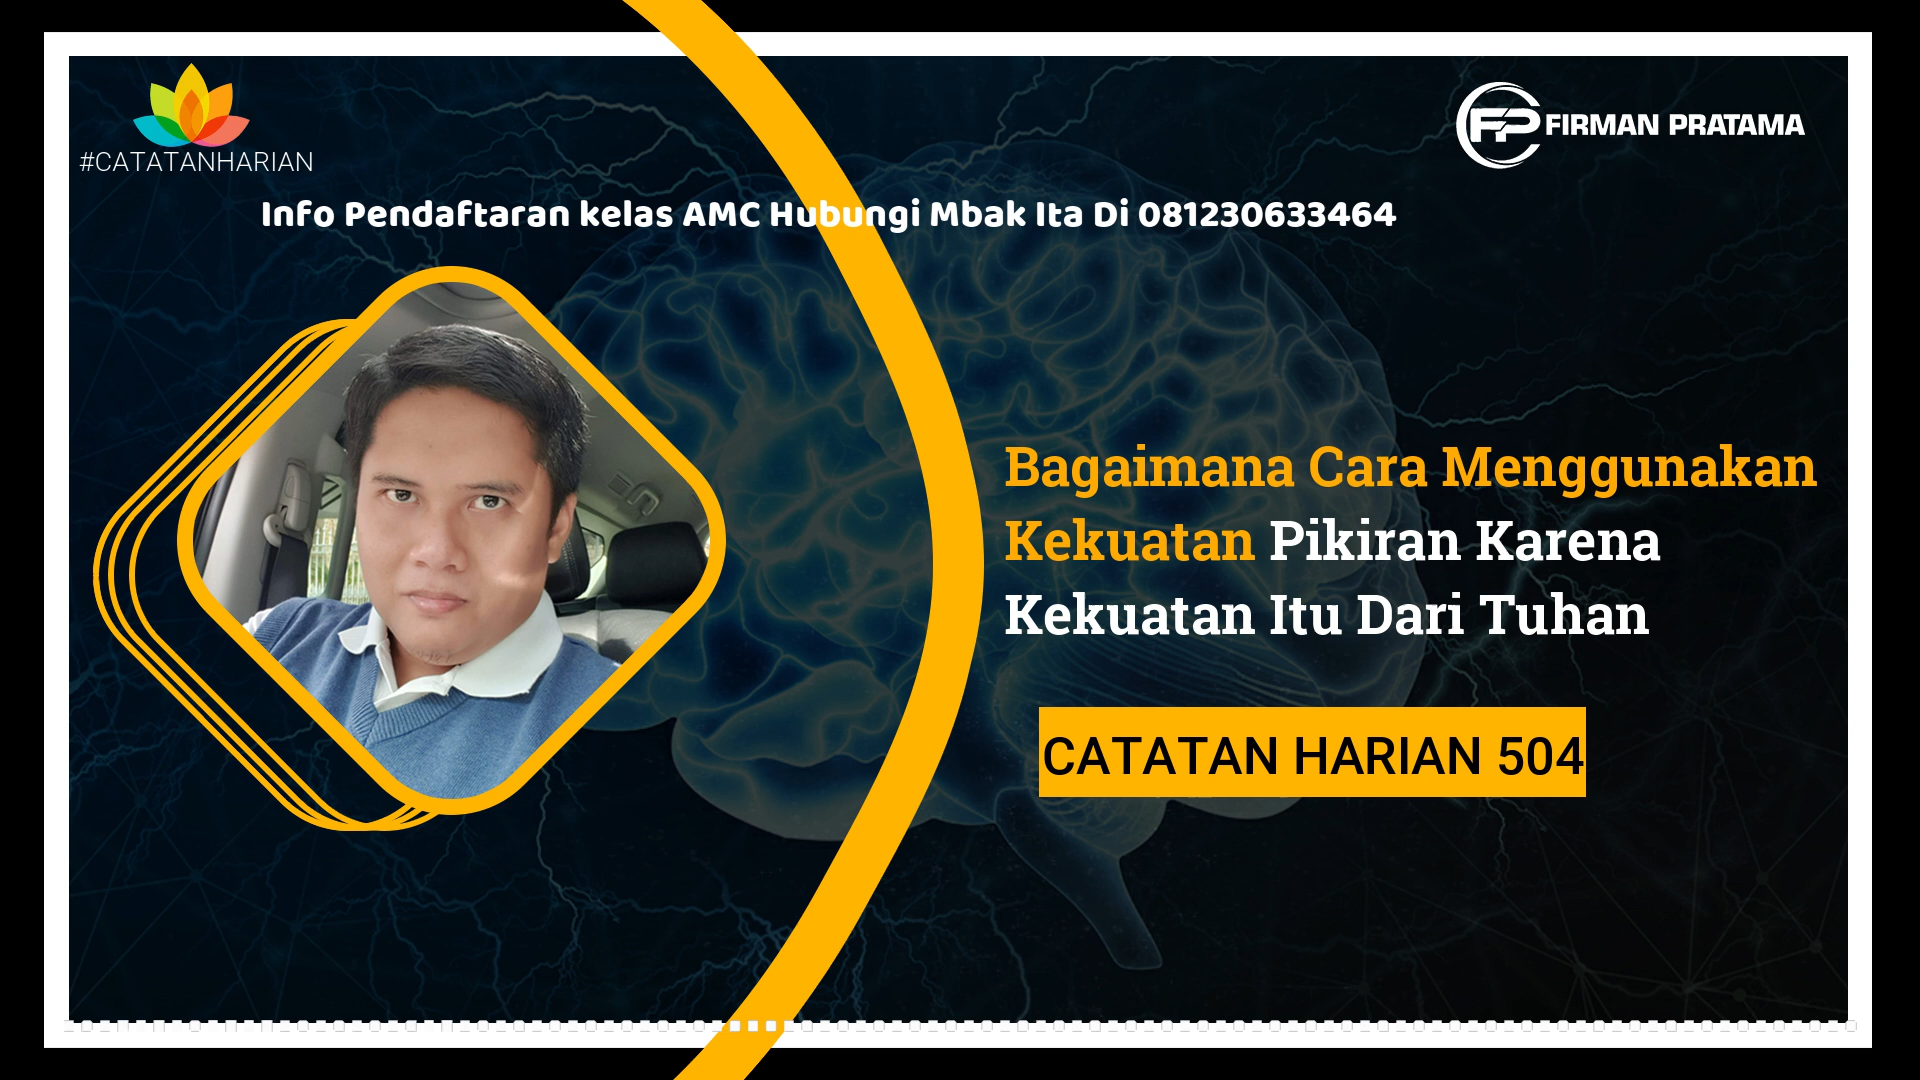 #CATATANHARIAN
FP FIRMAN PRATAMA
Info Pendaftaran kelas AMC Hubungi Mbak Ita Di 081230633464
Bagaimana Cara Menggunakan
Kekuatan Pikiran Karena
Kekuatan Itu Dari Tuhan
CATATAN HARIAN 504